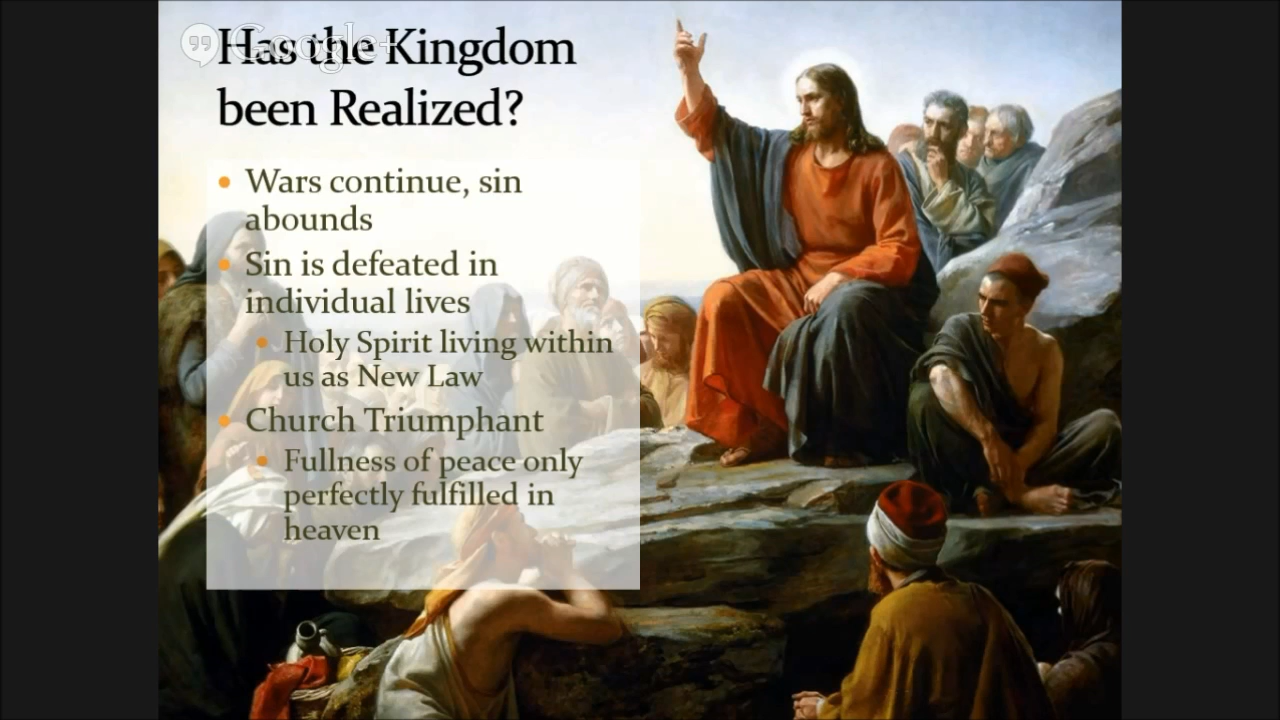 Google+
Has the Kingdom
been Realized?
• Wars continue, sin
abounds
• Sin is defeated in
individual lives
• Holy Spirit living within
us as New Law
• Church Triumphant
• Fullness of peace only
perfectly fulfilled in
heaven